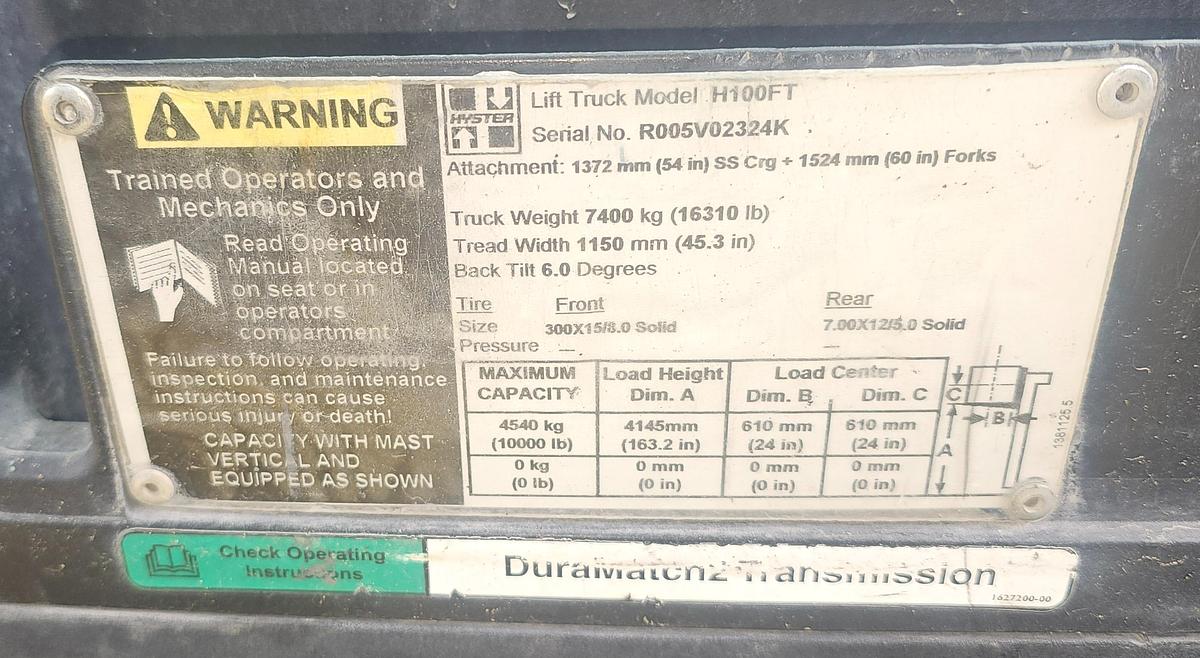 WARNING
Trained Operators and
Mechanics Only
Read Operating
Manual located
on seat or in
operators
compartment
Failure to follow operating,
inspection, and maintenance
instructions can cause
serious injury or death!
CAPACITY WITH MAST
VERTICAL AND
EQUIPPED AS SHOWN
HYSTER
Lift Truck Model H100FT
Serial No. R005V02324K
Attachment: 1372 mm (54 in) SS Crg + 1524 mm (60 in) Forks
Truck Weight 7400 kg (16310 lb)
Tread Width 1150 mm (45.3 in)
Back Tilt 6.0 Degrees
Tire Front Rear
Size 300X15/8.0 Solid 7.00X12/5.0 Solid
Pressure — —
MAXIMUM Load Height Load Center
CAPACITY Dim. A Dim. B Dim. C
4540 kg 4145mm 610 mm 610 mm
(10000 lb) (163.2 in) (24 in) (24 in)
0 kg 0 mm 0 mm 0 mm
(0 lb) (0 in) (0 in) (0 in)
C
B
A
1381126 5
Check Operating
Instructions
DuraMatch2 Transmission
1627200-00